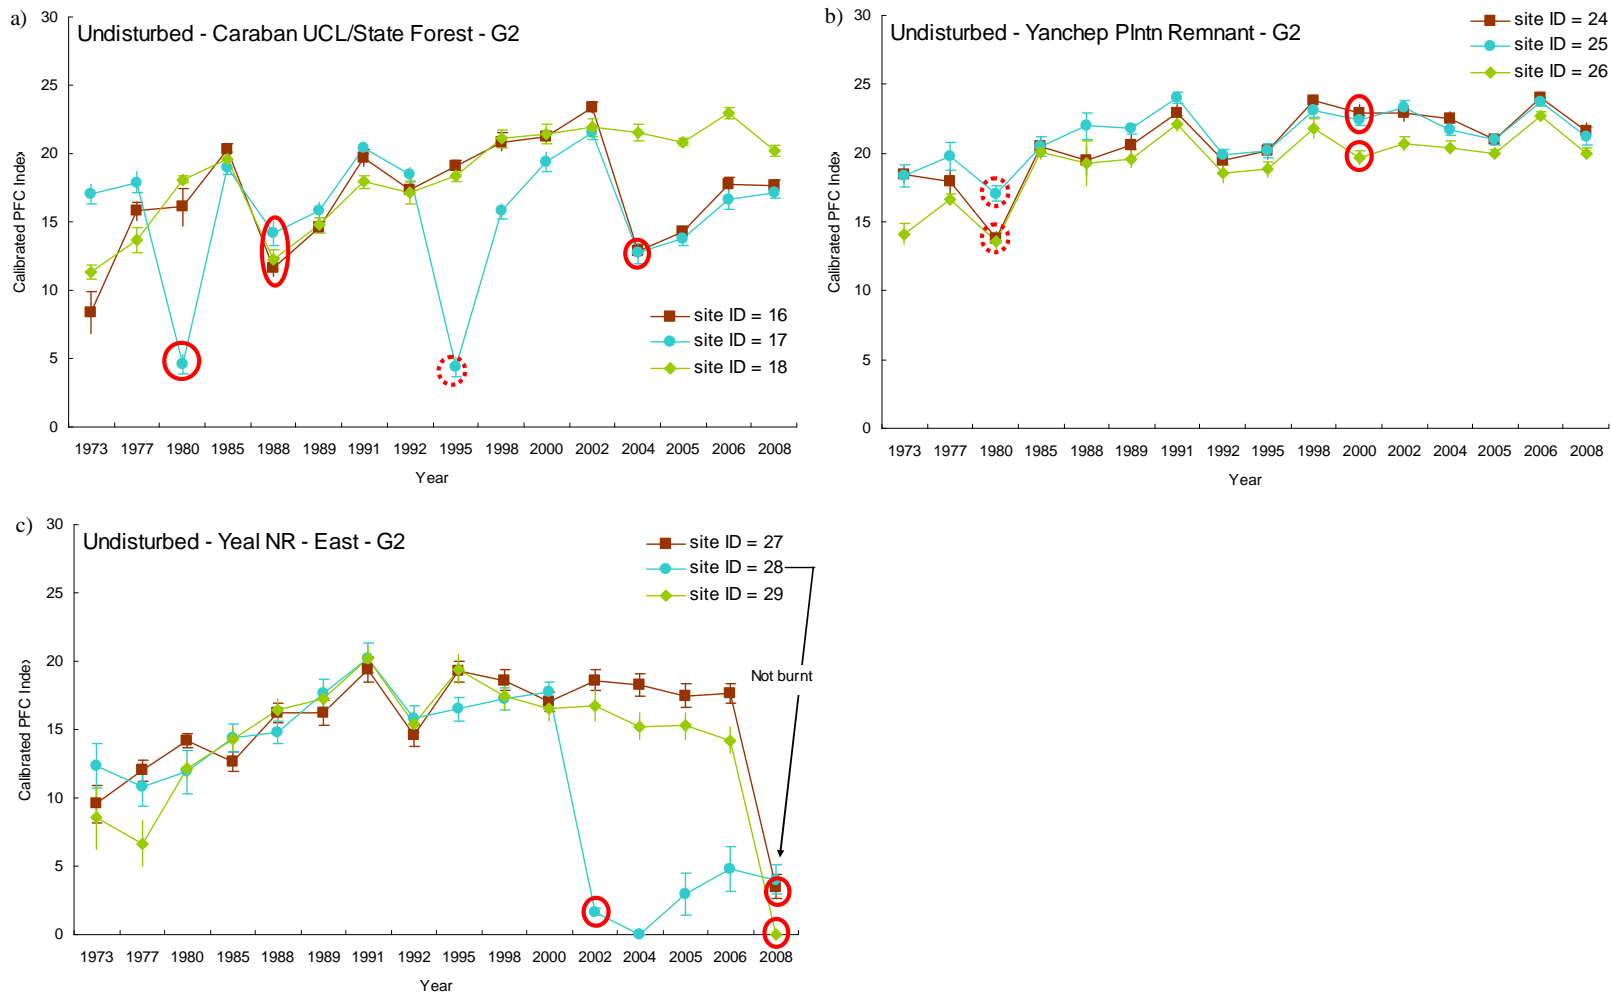 a)
Undisturbed - Caraban UCL/State Forest - G2
30
25
20
15
10
5
0
Calibrated PFC Index
site ID = 16
site ID = 17
site ID = 18
1973 1977 1980 1985 1988 1989 1991 1992 1995 1998 2000 2002 2004 2005 2006 2008
Year
b)
Undisturbed - Yanchep Plntn Remnant - G2
30
25
20
15
10
5
0
Calibrated PFC Index
site ID = 24
site ID = 25
site ID = 26
1973 1977 1980 1985 1988 1989 1991 1992 1995 1998 2000 2002 2004 2005 2006 2008
Year
c)
Undisturbed - Yeal NR - East - G2
30
25
20
15
10
5
0
Calibrated PFC Index
site ID = 27
site ID = 28
site ID = 29
Not burnt
1973 1977 1980 1985 1988 1989 1991 1992 1995 1998 2000 2002 2004 2005 2006 2008
Year